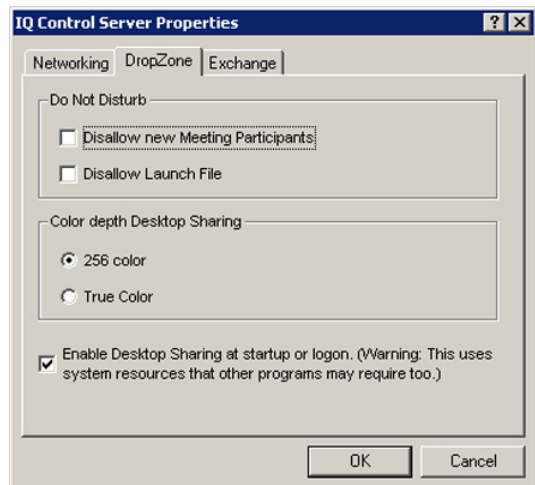 IQ Control Server Properties
Networking DropZone Exchange
Do Not Disturb
Disallow new Meeting Participants
Disallow Launch File
Color depth Desktop Sharing
256 color
True Color
Enable Desktop Sharing at startup or logon. (Warning: This uses
system resources that other programs may require too.)
OK Cancel